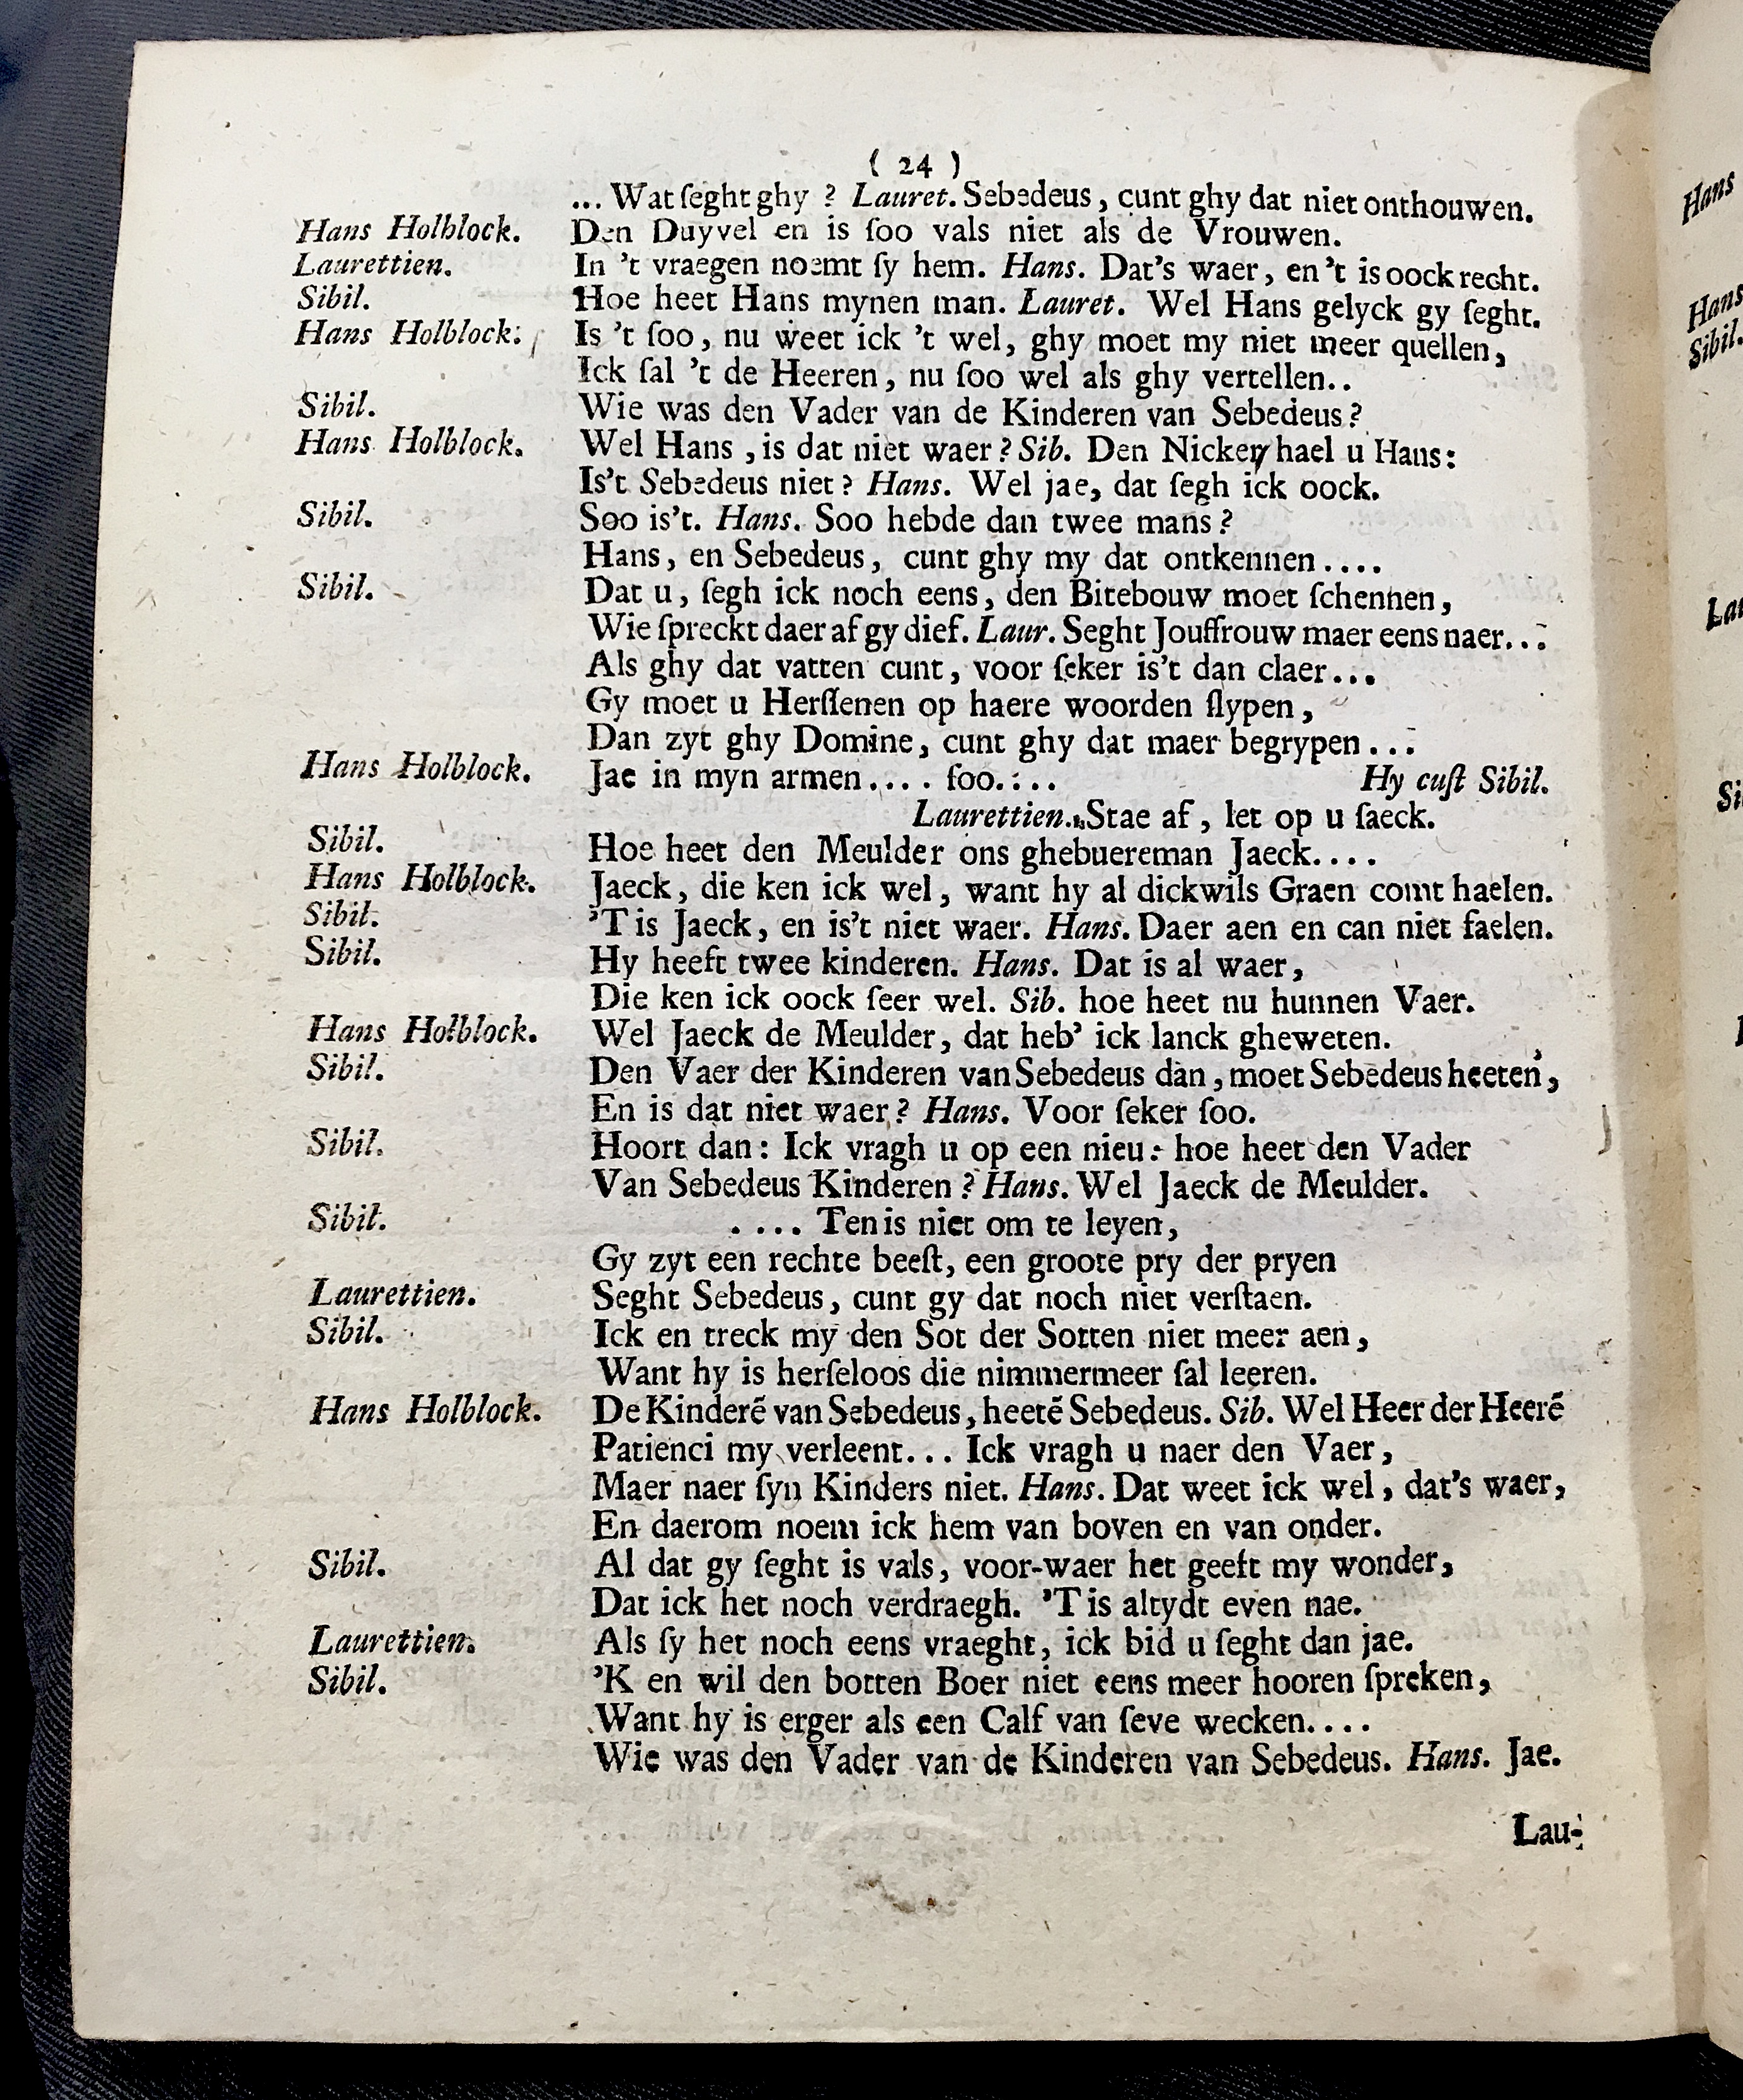 ( 24 )
... Wat ſeght ghy ? Lauret. Sebedeus, cunt ghy dat niet onthouwen.
Hans Holblock. Den Duyvel en is ſoo vals niet als de Vrouwen.
Laurettien. In 't vraegen noemt ſy hem. Hans. Dat's waer, en 't is oock recht.
Sibil. Hoe heet Hans mynen man. Lauret. Wel Hans gelyck gy ſeght.
Hans Holblock. Is 't ſoo, nu weet ick 't wel, ghy moet my niet meer quellen,
Ick ſal 't de Heeren, nu ſoo wel als ghy vertellen..
Sibil. Wie was den Vader van de Kinderen van Sebedeus?
Hans Holblock. Wel Hans, is dat niet waer? Sib. Den Nicker hael u Hans:
Is't Sebedeus niet? Hans. Wel jae, dat ſegh ick oock.
Sibil. Soo is't. Hans. Soo hebde dan twee mans?
Hans, en Sebedeus, cunt ghy my dat ontkennen....
Sibil. Dat u, ſegh ick noch eens, den Bitebouw moet ſchennen,
Wie ſpreckt daer af gy dief. Laur. Seght Jouffrouw maer eens naer...
Als ghy dat vatten cunt, voor ſeker is't dan claer...
Gy moet u Herſſenen op haere woorden ſlypen,
Dan zyt ghy Domine, cunt ghy dat maer begrypen...
Hans Holblock. Jae in myn armen.... ſoo.... Hy cuſt Sibil.
Laurettien. Stae af, let op u ſaeck.
Sibil. Hoe heet den Meulder ons ghebuereman Jaeck....
Hans Holblock. Jaeck, die ken ick wel, want hy al dickwils Graen comt haelen.
Sibil. 'T is Jaeck, en is't niet waer. Hans. Daer aen en can niet faelen.
Sibil. Hy heeft twee kinderen. Hans. Dat is al waer,
Die ken ick oock ſeer wel. Sib. hoe heet nu hunnen Vaer.
Hans Holblock. Wel Jaeck de Meulder, dat heb' ick lanck gheweten.
Sibil. Den Vaer der Kinderen van Sebedeus dan, moet Sebedeus heeten,
En is dat niet waer? Hans. Voor ſeker ſoo.
Sibil. Hoort dan: Ick vragh u op een nieu: hoe heet den Vader
Van Sebedeus Kinderen? Hans. Wel Jaeck de Meulder.
Sibil. .... Ten is niet om te leyen,
Gy zyt een rechte beeſt, een groote pry der pryen
Laurettien. Seght Sebedeus, cunt gy dat noch niet verſtaen.
Sibil. Ick en treck my den Sot der Sotten niet meer aen,
Want hy is herſeloos die nimmermeer ſal leeren.
Hans Holblock. De Kinderē van Sebedeus, heetē Sebedeus. Sib. Wel Heer der Heerē
Patienci my verleent... Ick vragh u naer den Vaer,
Maer naer ſyn Kinders niet. Hans. Dat weet ick wel, dat's waer,
En daerom noem ick hem van boven en van onder.
Sibil. Al dat gy ſeght is vals, voor-waer het geeft my wonder,
Dat ick het noch verdraegh. 'T is altydt even nae.
Laurettien. Als ſy het noch eens vraeght, ick bid u ſeght dan jae.
Sibil. 'K en wil den botten Boer niet eens meer hooren ſpreken,
Want hy is erger als een Calf van ſeve wecken....
Wie was den Vader van de Kinderen van Sebedeus. Hans. Jae.
Lau-
Hans
Hans
Sibil.